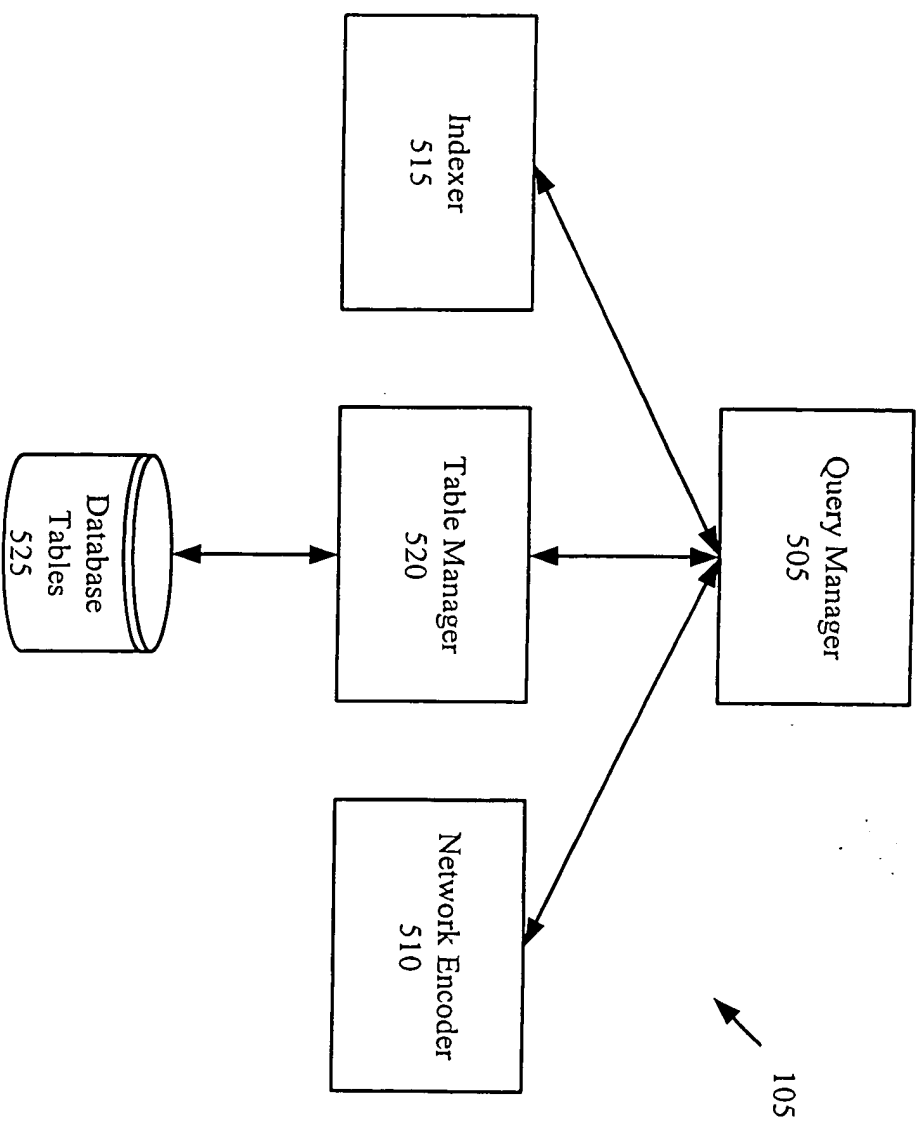 105
Query Manager
505
Indexer
515
Table Manager
520
Network Encoder
510
Database
Tables
525